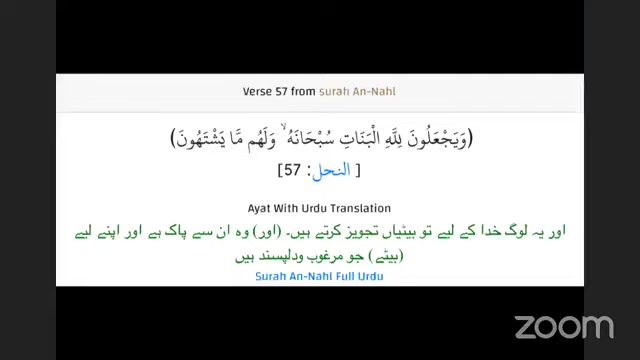 Verse 57 from surah An-Nahl
(وَيَجْعَلُونَ لِلَّهِ الْبَنَاتِ سُبْحَانَهُ ۙ وَلَهُم مَّا يَشْتَهُونَ)
[ النحل: 57]
Ayat With Urdu Translation
اور یہ لوگ خدا کے لیے تو بیٹیاں تجویز کرتے ہیں۔ (اور) وہ ان سے پاک ہے اور اپنے لیے
(بیٹے) جو مرغوب ودلپسند ہیں
Surah An-Nahl Full Urdu
zoom